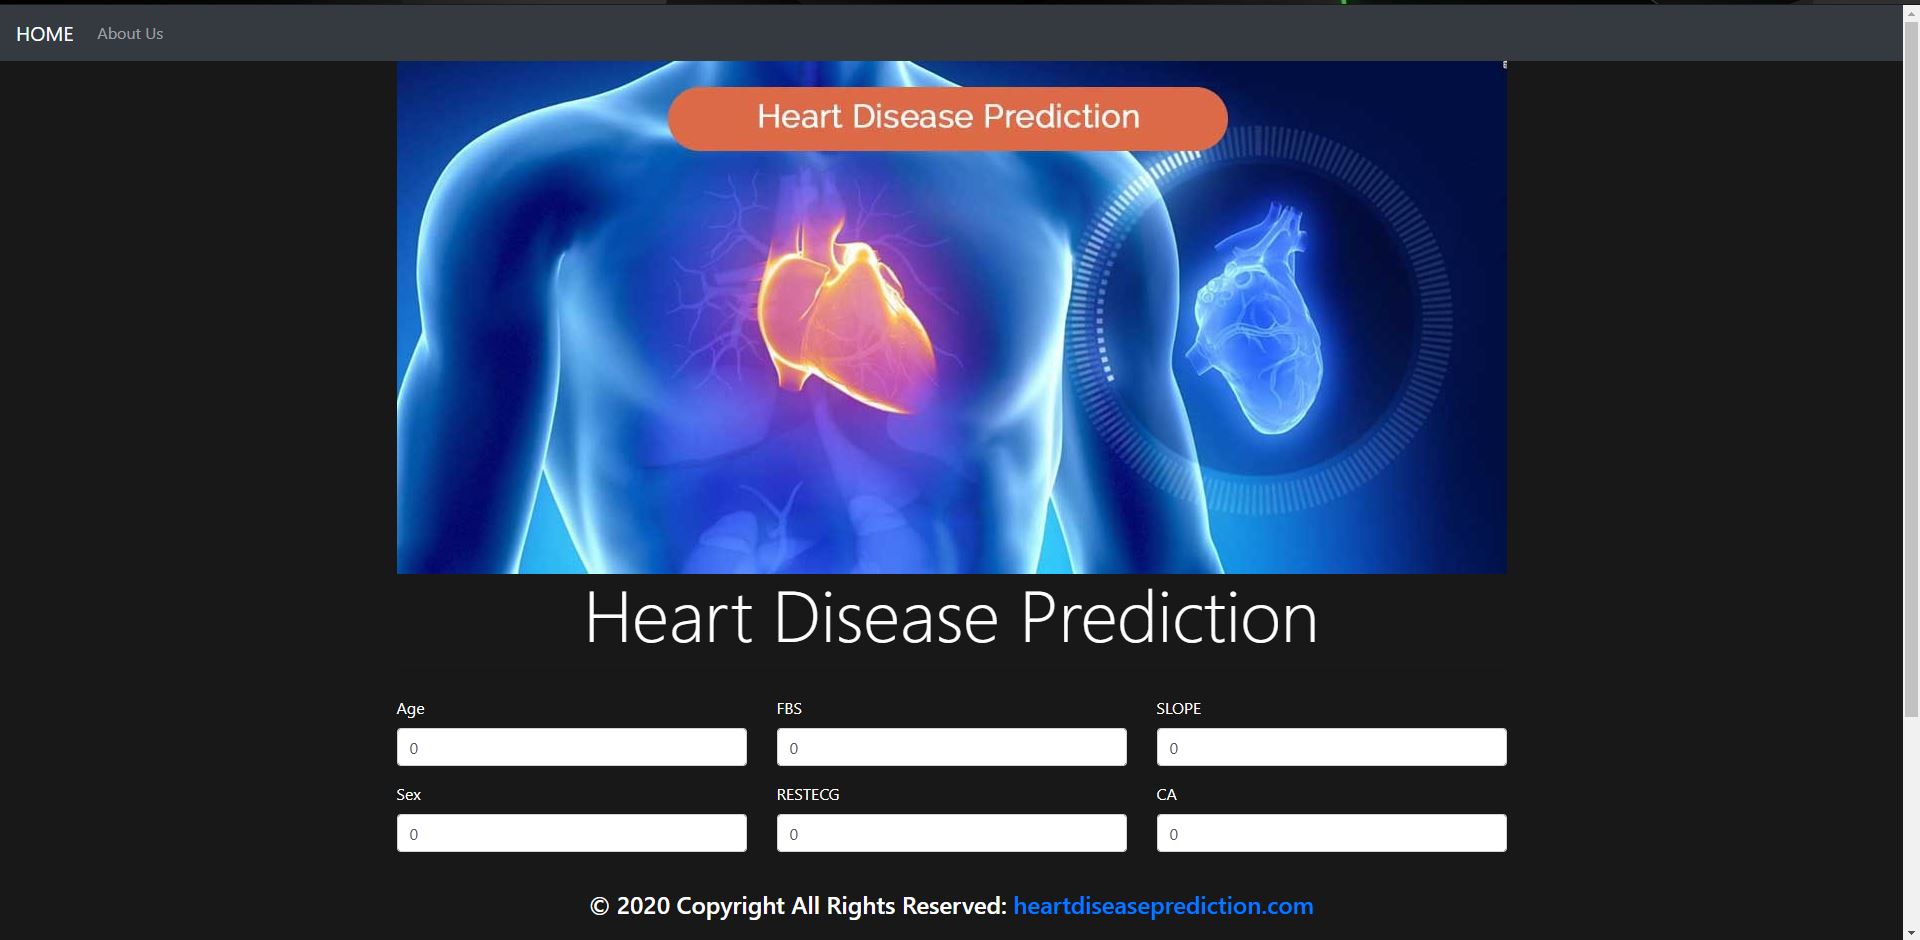 HOME About Us
Heart Disease Prediction
Heart Disease Prediction
Age FBS SLOPE
0 0 0
Sex RESTECG CA
0 0 0
© 2020 Copyright All Rights Reserved: heartdiseaseprediction.com